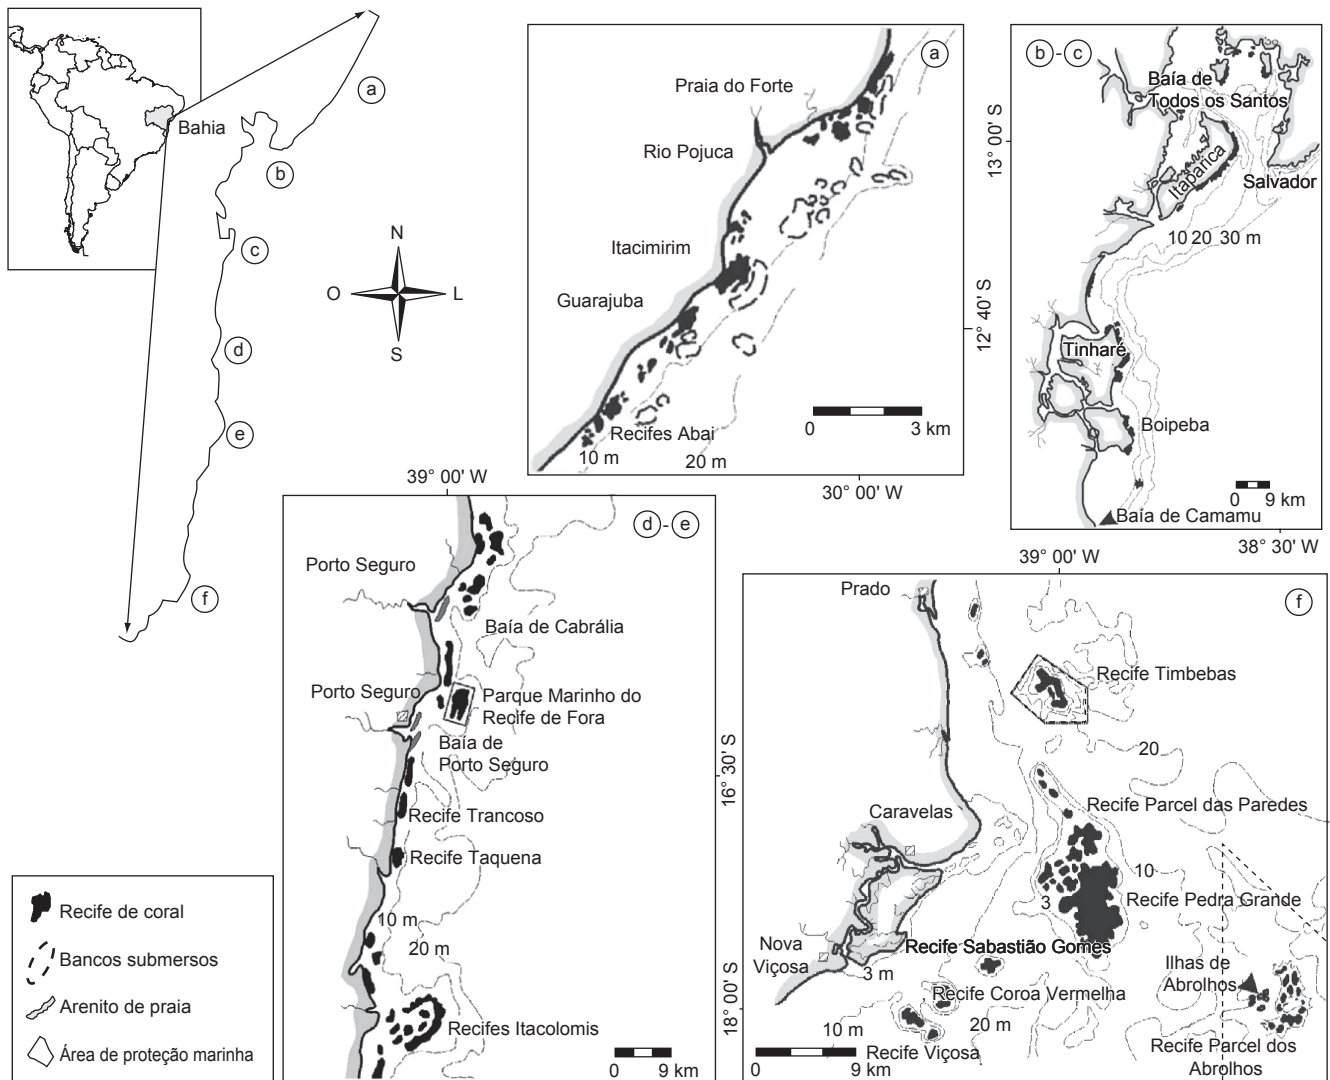 Bahia
a
b
c
d
e
f
N
O
L
S
a
Praia do Forte
Rio Pojuca
Itacimirim
Guarajuba
Recifes Abai
10 m
20 m
0
3 km
12° 40' S
30° 00' W
b - c
Baía de
Todos os Santos
Itaparica
Salvador
10 20 30 m
Tinharé
Boipeba
0 9 km
Baía de Camamu
13° 00' S
38° 30' W
39° 00' W
d - e
Porto Seguro
Baía de Cabrália
Porto Seguro
Parque Marinho do
Recife de Fora
Baía de
Porto Seguro
Recife Trancoso
Recife Taquena
10 m
20 m
Recifes Itacolomis
0 9 km
16° 30' S
39° 00' W
f
Prado
Recife Timbebas
20
Recife Parcel das Paredes
Caravelas
10
3
Recife Pedra Grande
Nova
Viçosa
Recife Sabastião Gomes
3 m
Ilhas de
Abrolhos
Recife Coroa Vermelha
10 m
20 m
Recife Viçosa
Recife Parcel dos
Abrolhos
0
9 km
18° 00' S
Recife de coral
Bancos submersos
Arenito de praia
Área de proteção marinha